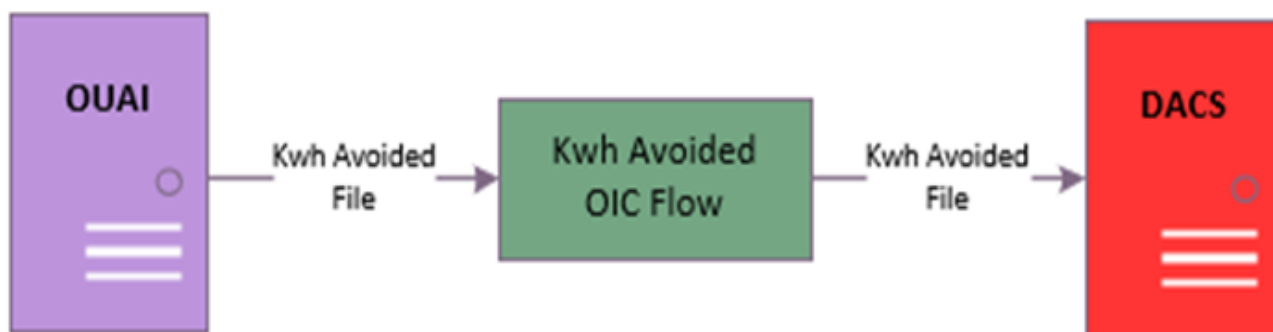 OUAI
Kwh Avoided
File
Kwh Avoided
OIC Flow
Kwh Avoided
File
DACS